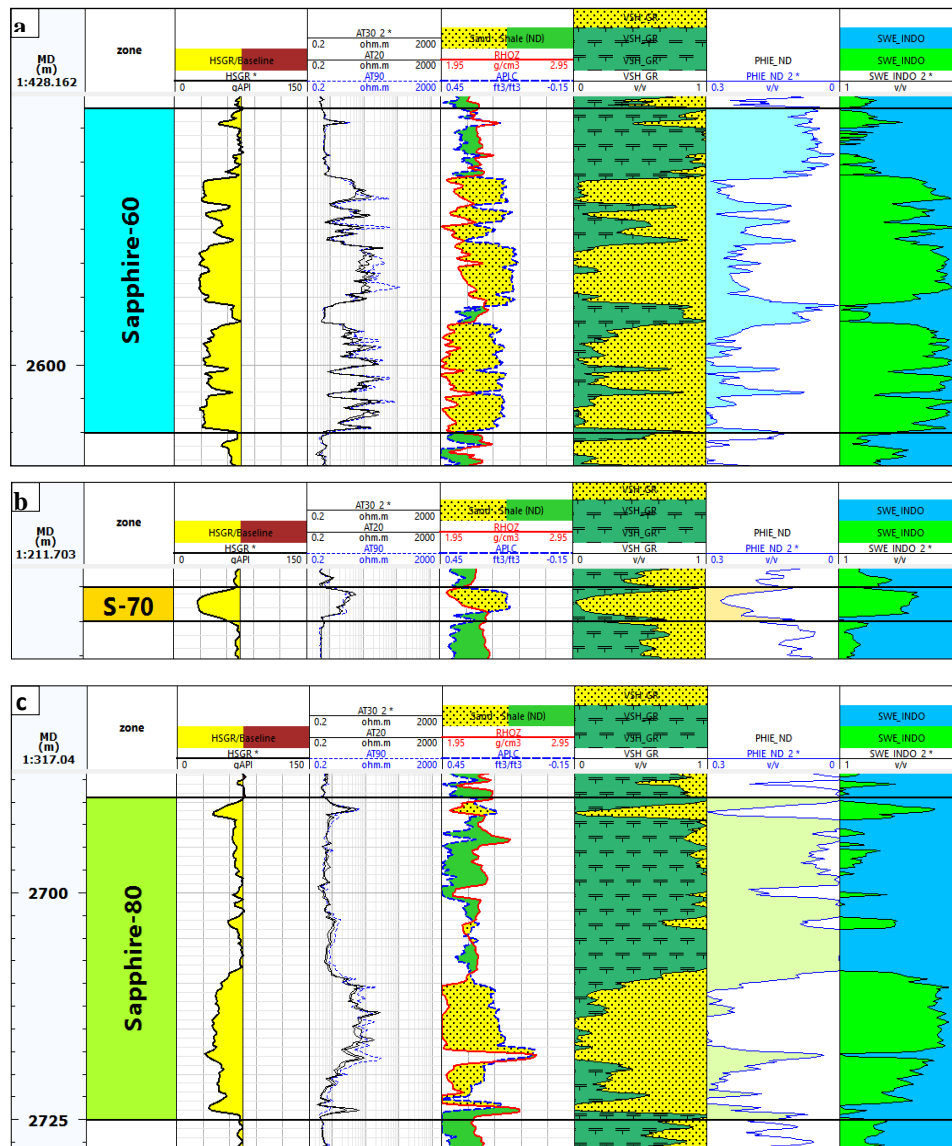 a
MD
(m)
1:428.162
zone
HSGR/Baseline
HSGR *
0 qAPI 150
AT30_2 *
0.2 ohm.m 2000
AT20
0.2 ohm.m 2000
AT90
0.2 ohm.m 2000
Sand - Shale (ND)
RHOZ
1.95 g/cm3 2.95
APLC
0.45 ft3/ft3 -0.15
VSH_GR
VSH_GR
VSH_GR
VSH_GR
0 v/v 1
PHIE_ND
PHIE_ND_2 *
0.3 v/v 0
SWE_INDO
SWE_INDO
SWE_INDO_2 *
1 v/v
Sapphire-60
2600
b
MD
(m)
1:211.703
zone
HSGR/Baseline
HSGR *
0 qAPI 150
AT30_2 *
0.2 ohm.m 2000
AT20
0.2 ohm.m 2000
AT90
0.2 ohm.m 2000
Sand - Shale (ND)
RHOZ
1.95 g/cm3 2.95
APLC
0.45 ft3/ft3 -0.15
VSH_GR
VSH_GR
VSH_GR
VSH_GR
0 v/v 1
PHIE_ND
PHIE_ND_2 *
0.3 v/v 0
SWE_INDO
SWE_INDO
SWE_INDO_2 *
1 v/v
S-70
c
MD
(m)
1:317.04
zone
HSGR/Baseline
HSGR *
0 qAPI 150
AT30_2 *
0.2 ohm.m 2000
AT20
0.2 ohm.m 2000
AT90
0.2 ohm.m 2000
Sand - Shale (ND)
RHOZ
1.95 g/cm3 2.95
APLC
0.45 ft3/ft3 -0.15
VSH_GR
VSH_GR
VSH_GR
0 v/v 1
PHIE_ND
PHIE_ND_2 *
0.3 v/v 0
SWE_INDO
SWE_INDO
SWE_INDO_2 *
1 v/v
2700
Sapphire-80
2725